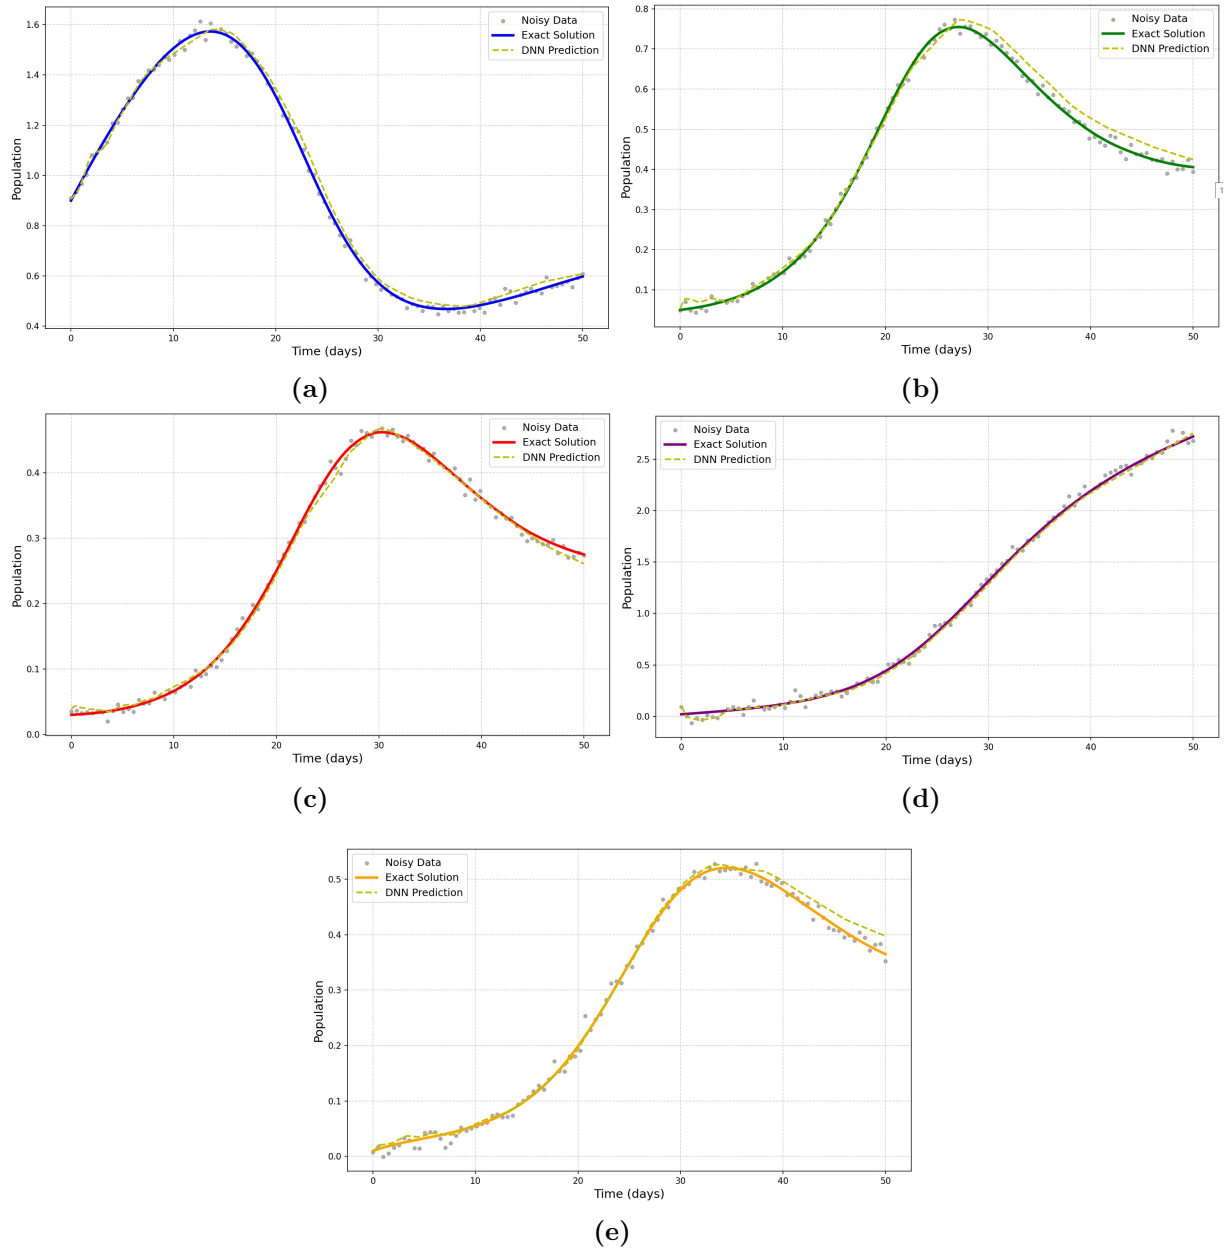 Noisy Data
Exact Solution
DNN Prediction
1.6
1.4
1.2
1.0
0.8
0.6
0.4
Population
0
10
20
30
40
50
Time (days)
(a)
Noisy Data
Exact Solution
DNN Prediction
0.8
0.7
0.6
0.5
0.4
0.3
0.2
0.1
Population
0
10
20
30
40
50
Time (days)
(b)
Noisy Data
Exact Solution
DNN Prediction
0.4
0.3
0.2
0.1
0.0
Population
0
10
20
30
40
50
Time (days)
(c)
Noisy Data
Exact Solution
DNN Prediction
2.5
2.0
1.5
1.0
0.5
0.0
Population
0
10
20
30
40
50
Time (days)
(d)
Noisy Data
Exact Solution
DNN Prediction
0.5
0.4
0.3
0.2
0.1
0.0
Population
0
10
20
30
40
50
Time (days)
(e)